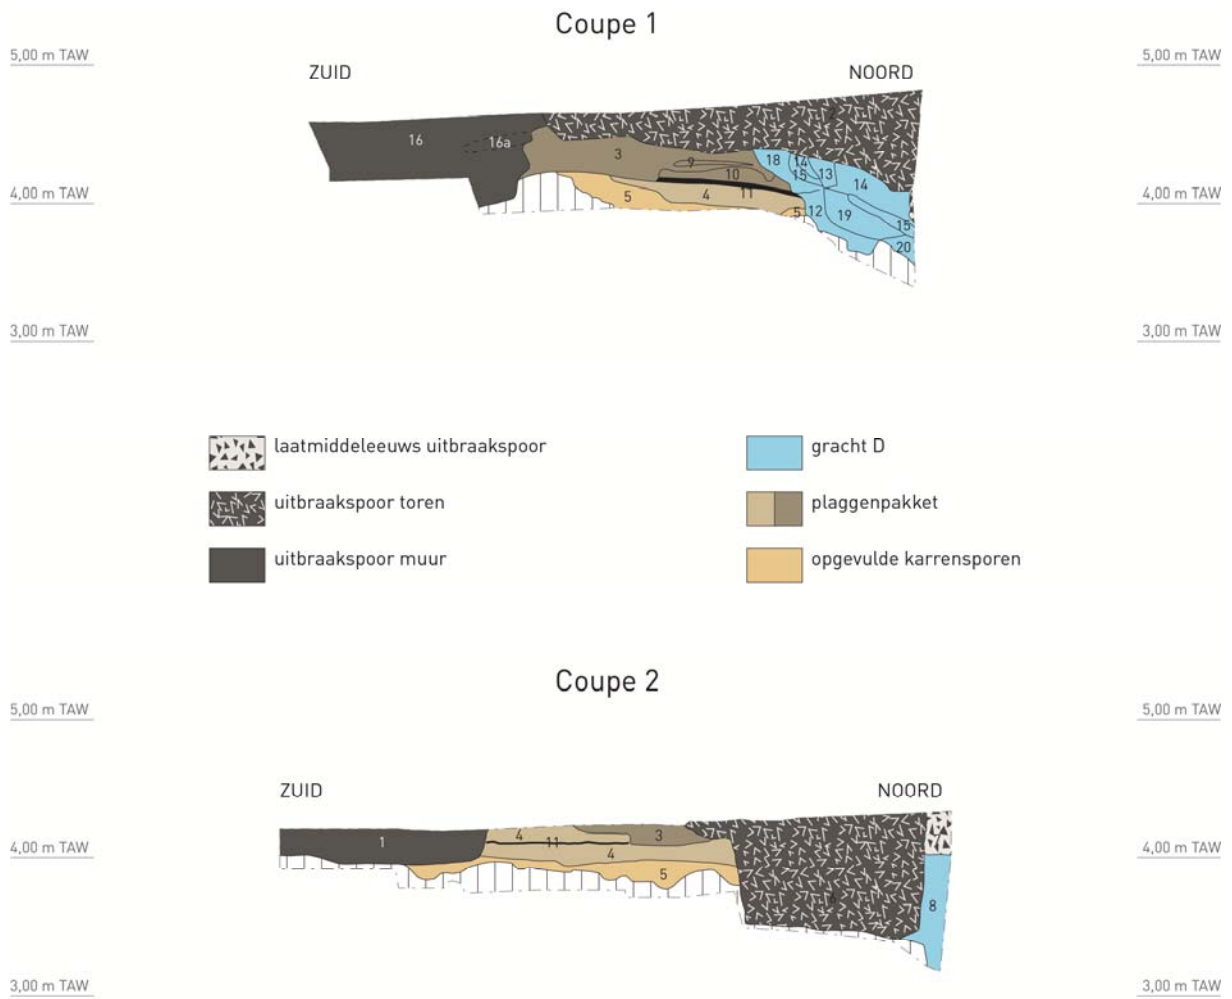 Coupe 1
5,00 m TAW
5,00 m TAW
ZUID
NOORD
2
16
16a
3
9
18
14
15
13
10
14
4,00 m TAW
4,00 m TAW
5
4
11
5
12
19
15
20
3,00 m TAW
3,00 m TAW
laatmiddeleeuws uitbraakspoor
gracht D
uitbraakspoor toren
plaggenpakket
uitbraakspoor muur
opgevulde karrensporen
Coupe 2
5,00 m TAW
5,00 m TAW
ZUID
NOORD
4
3
1
11
4
4,00 m TAW
4,00 m TAW
5
6
8
3,00 m TAW
3,00 m TAW